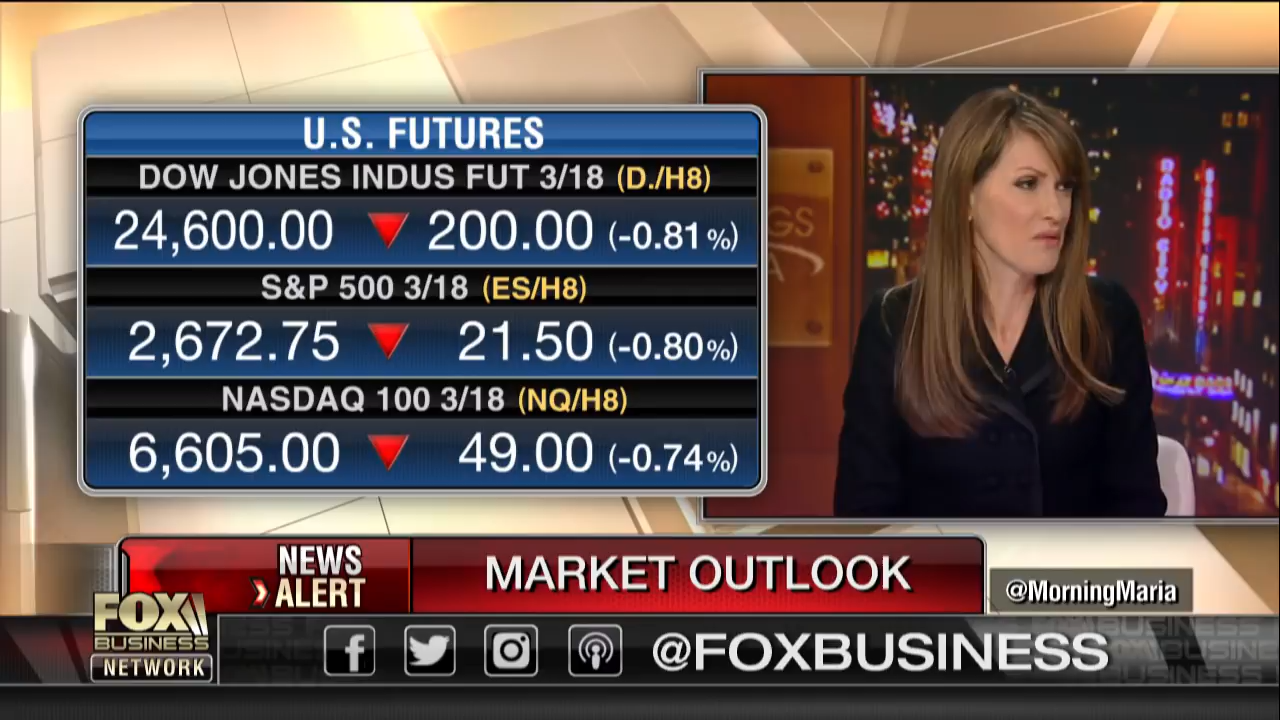 U.S. FUTURES
DOW JONES INDUS FUT 3/18 (D./H8)
24,600.00 ▼ 200.00 (-0.81%)
S&P 500 3/18 (ES/H8)
2,672.75 ▼ 21.50 (-0.80%)
NASDAQ 100 3/18 (NQ/H8)
6,605.00 ▼ 49.00 (-0.74%)
RADIO CITY
NEWS
ALERT
MARKET OUTLOOK
@MorningMaria
FOX
BUSINESS
NETWORK
@FOXBUSINESS